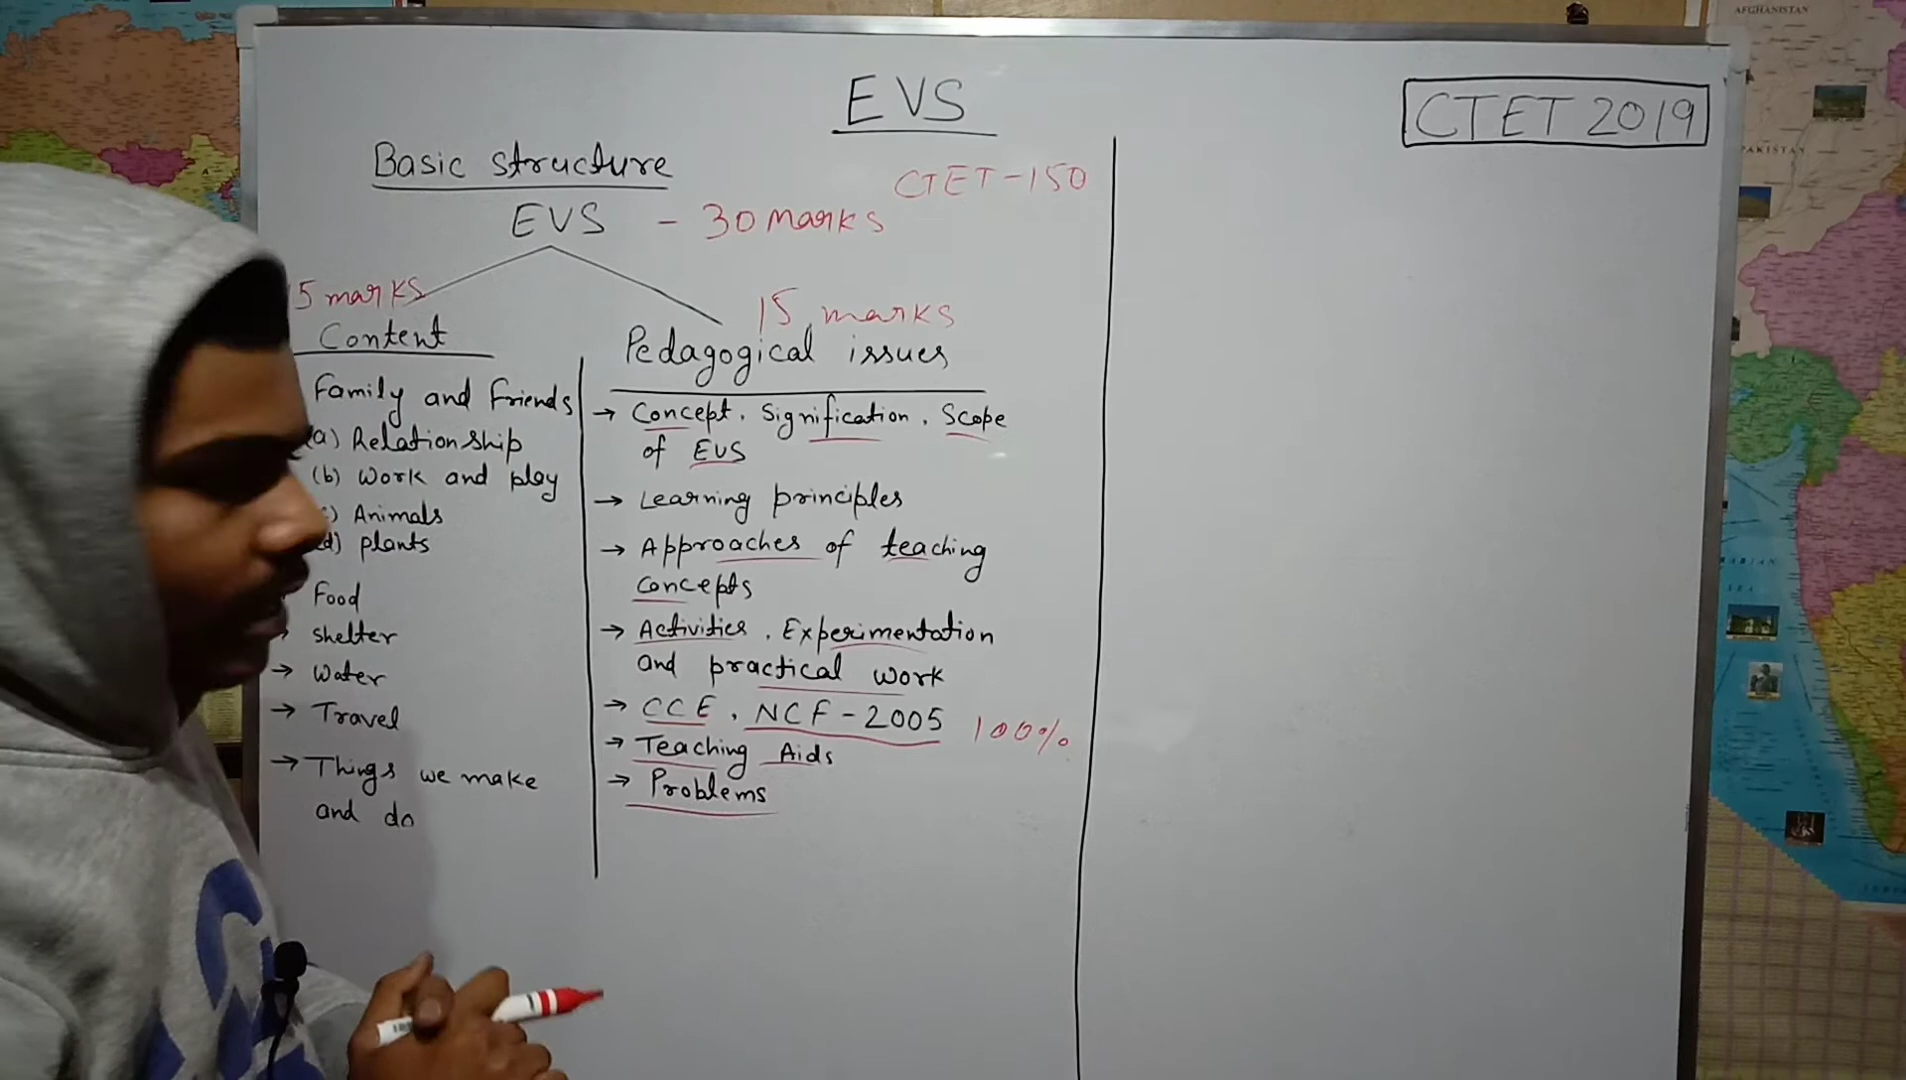 EVS
CTET 2019
Basic structure
CTET-150
EVS - 30 marks
5 marks
15 marks
Content
Pedagogical issues
Family and Friends
(a) Relationship
(b) Work and play
) Animals
d) plants
Food
shelter
→ Water
→ Travel
→ Things we make
and do
→ Concept, Signification, Scope
of EVS
→ Learning principles
→ Approaches of teaching
concepts
→ Activities, Experimentation
and practical work
→ CCE, NCF-2005 100%
→ Teaching Aids
→ Problems
AFGHANISTAN
PAKISTAN